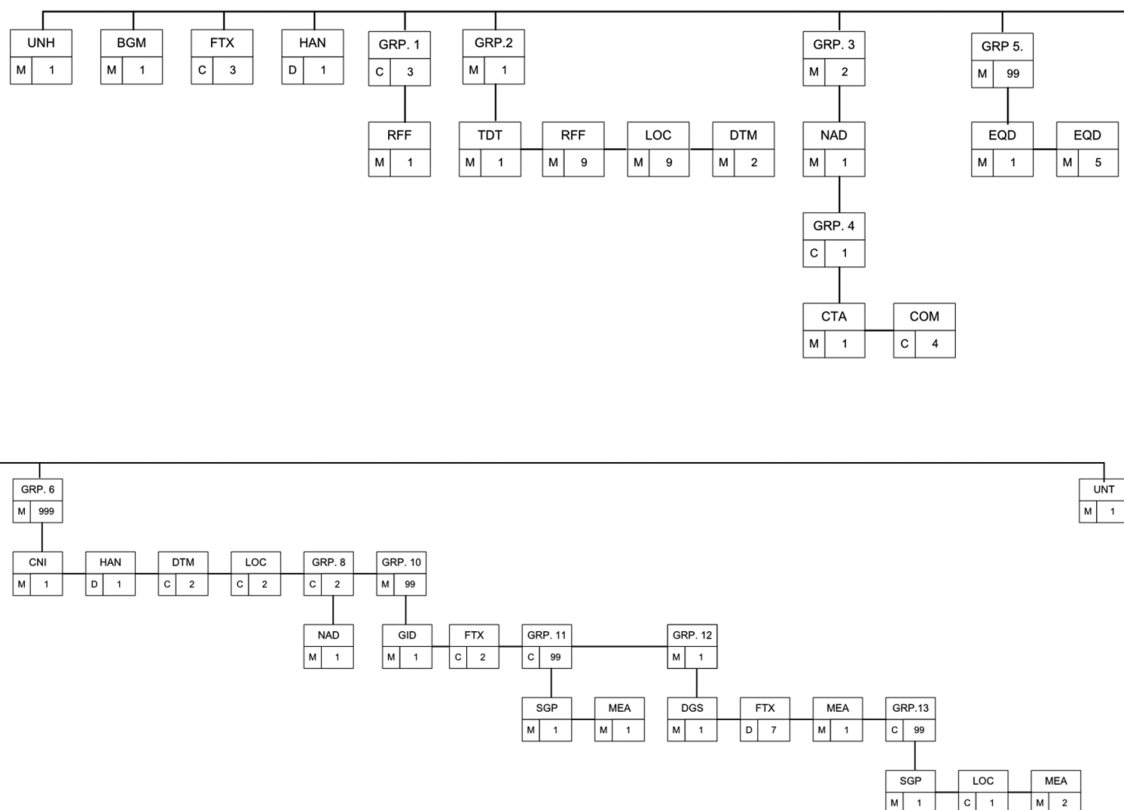 UNH BGM FTX HAN GRP. 1 GRP.2 GRP. 3 GRP 5.
M 1 M 1 C 3 D 1 C 3 M 1 M 2 M 99
RFF TDT RFF LOC DTM NAD EQD EQD
M 1 M 1 M 9 M 9 M 2 M 1 M 1 M 5
GRP. 4
C 1
CTA COM
M 1 C 4
GRP. 6 UNT
M 999 M 1
CNI HAN DTM LOC GRP. 8 GRP. 10
M 1 D 1 C 2 C 2 C 2 M 99
NAD GID FTX GRP. 11 GRP. 12
M 1 M 1 C 2 C 99 M 1
SGP MEA DGS FTX MEA GRP.13
M 1 M 1 M 1 D 7 M 1 C 99
SGP LOC MEA
M 1 C 1 M 2